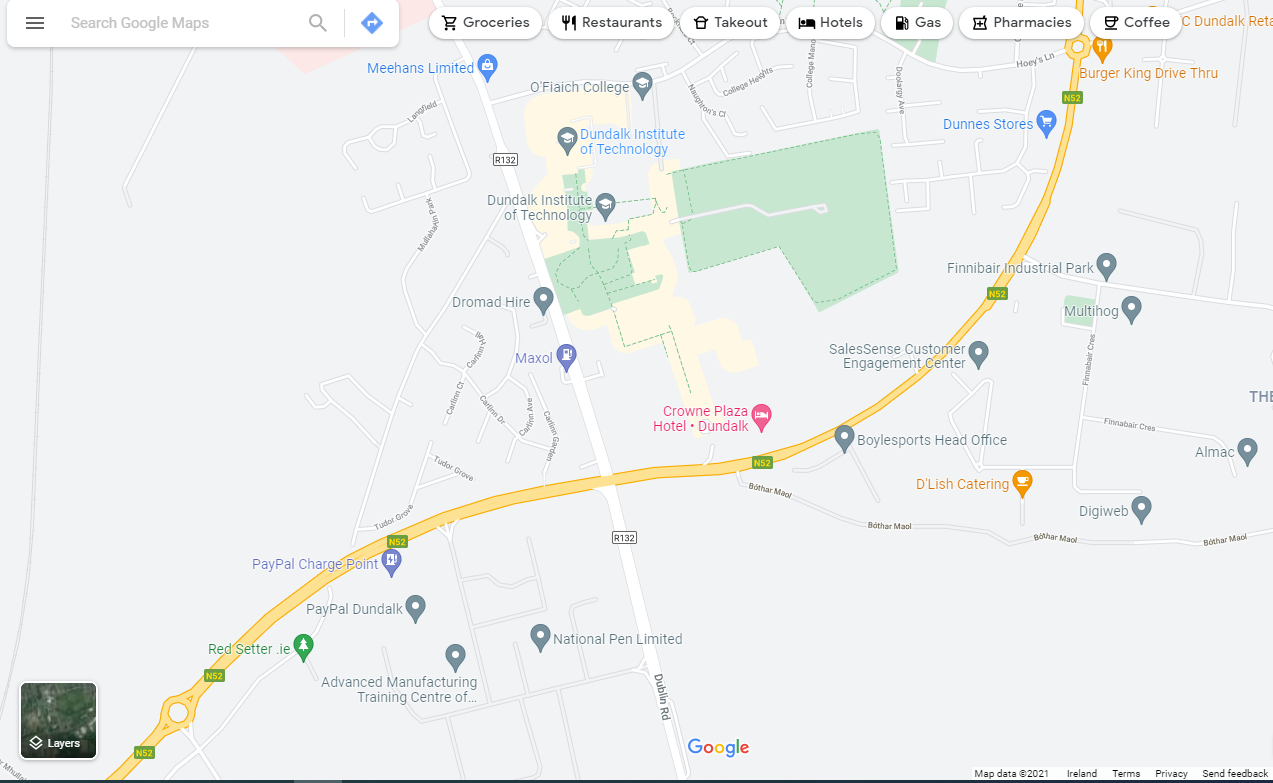 Search Google Maps
Groceries
Restaurants
Takeout
Hotels
Gas
Pharmacies
Coffee
C Dundalk Reta
Meehans Limited
O'Fiaich College
College Heights
College Mano
Hoey's Ln
Burger King Drive Thru
N52
Langfield
Naughton's Cl
Dookargy Ave
Dunnes Stores
Dundalk Institute
of Technology
R132
Dundalk Institute
of Technology
Mullaharlin Park
Finnibair Industrial Park
N52
Dromad Hire
Multihog
Maxol
SalesSense Customer
Engagement Center
Finnabair Cres
Carlinn Hall
Carlinn Ct
Carlinn Dr
Carlinn Ave
Carlinn Garden
THE
Crowne Plaza
Hotel • Dundalk
Finnabair Cres
Boylesports Head Office
Almac
N52
Tudor Grove
D'Lish Catering
Bóthar Maol
Digiweb
Tudor Grove
Bóthar Maol
Bóthar Maol
Bóthar Maol
R132
N52
PayPal Charge Point
PayPal Dundalk
National Pen Limited
Red Setter .ie
N52
Advanced Manufacturing
Training Centre of...
Dublin Rd
Layers
N52
Google
Map data ©2021 Ireland Terms Privacy Send feedback